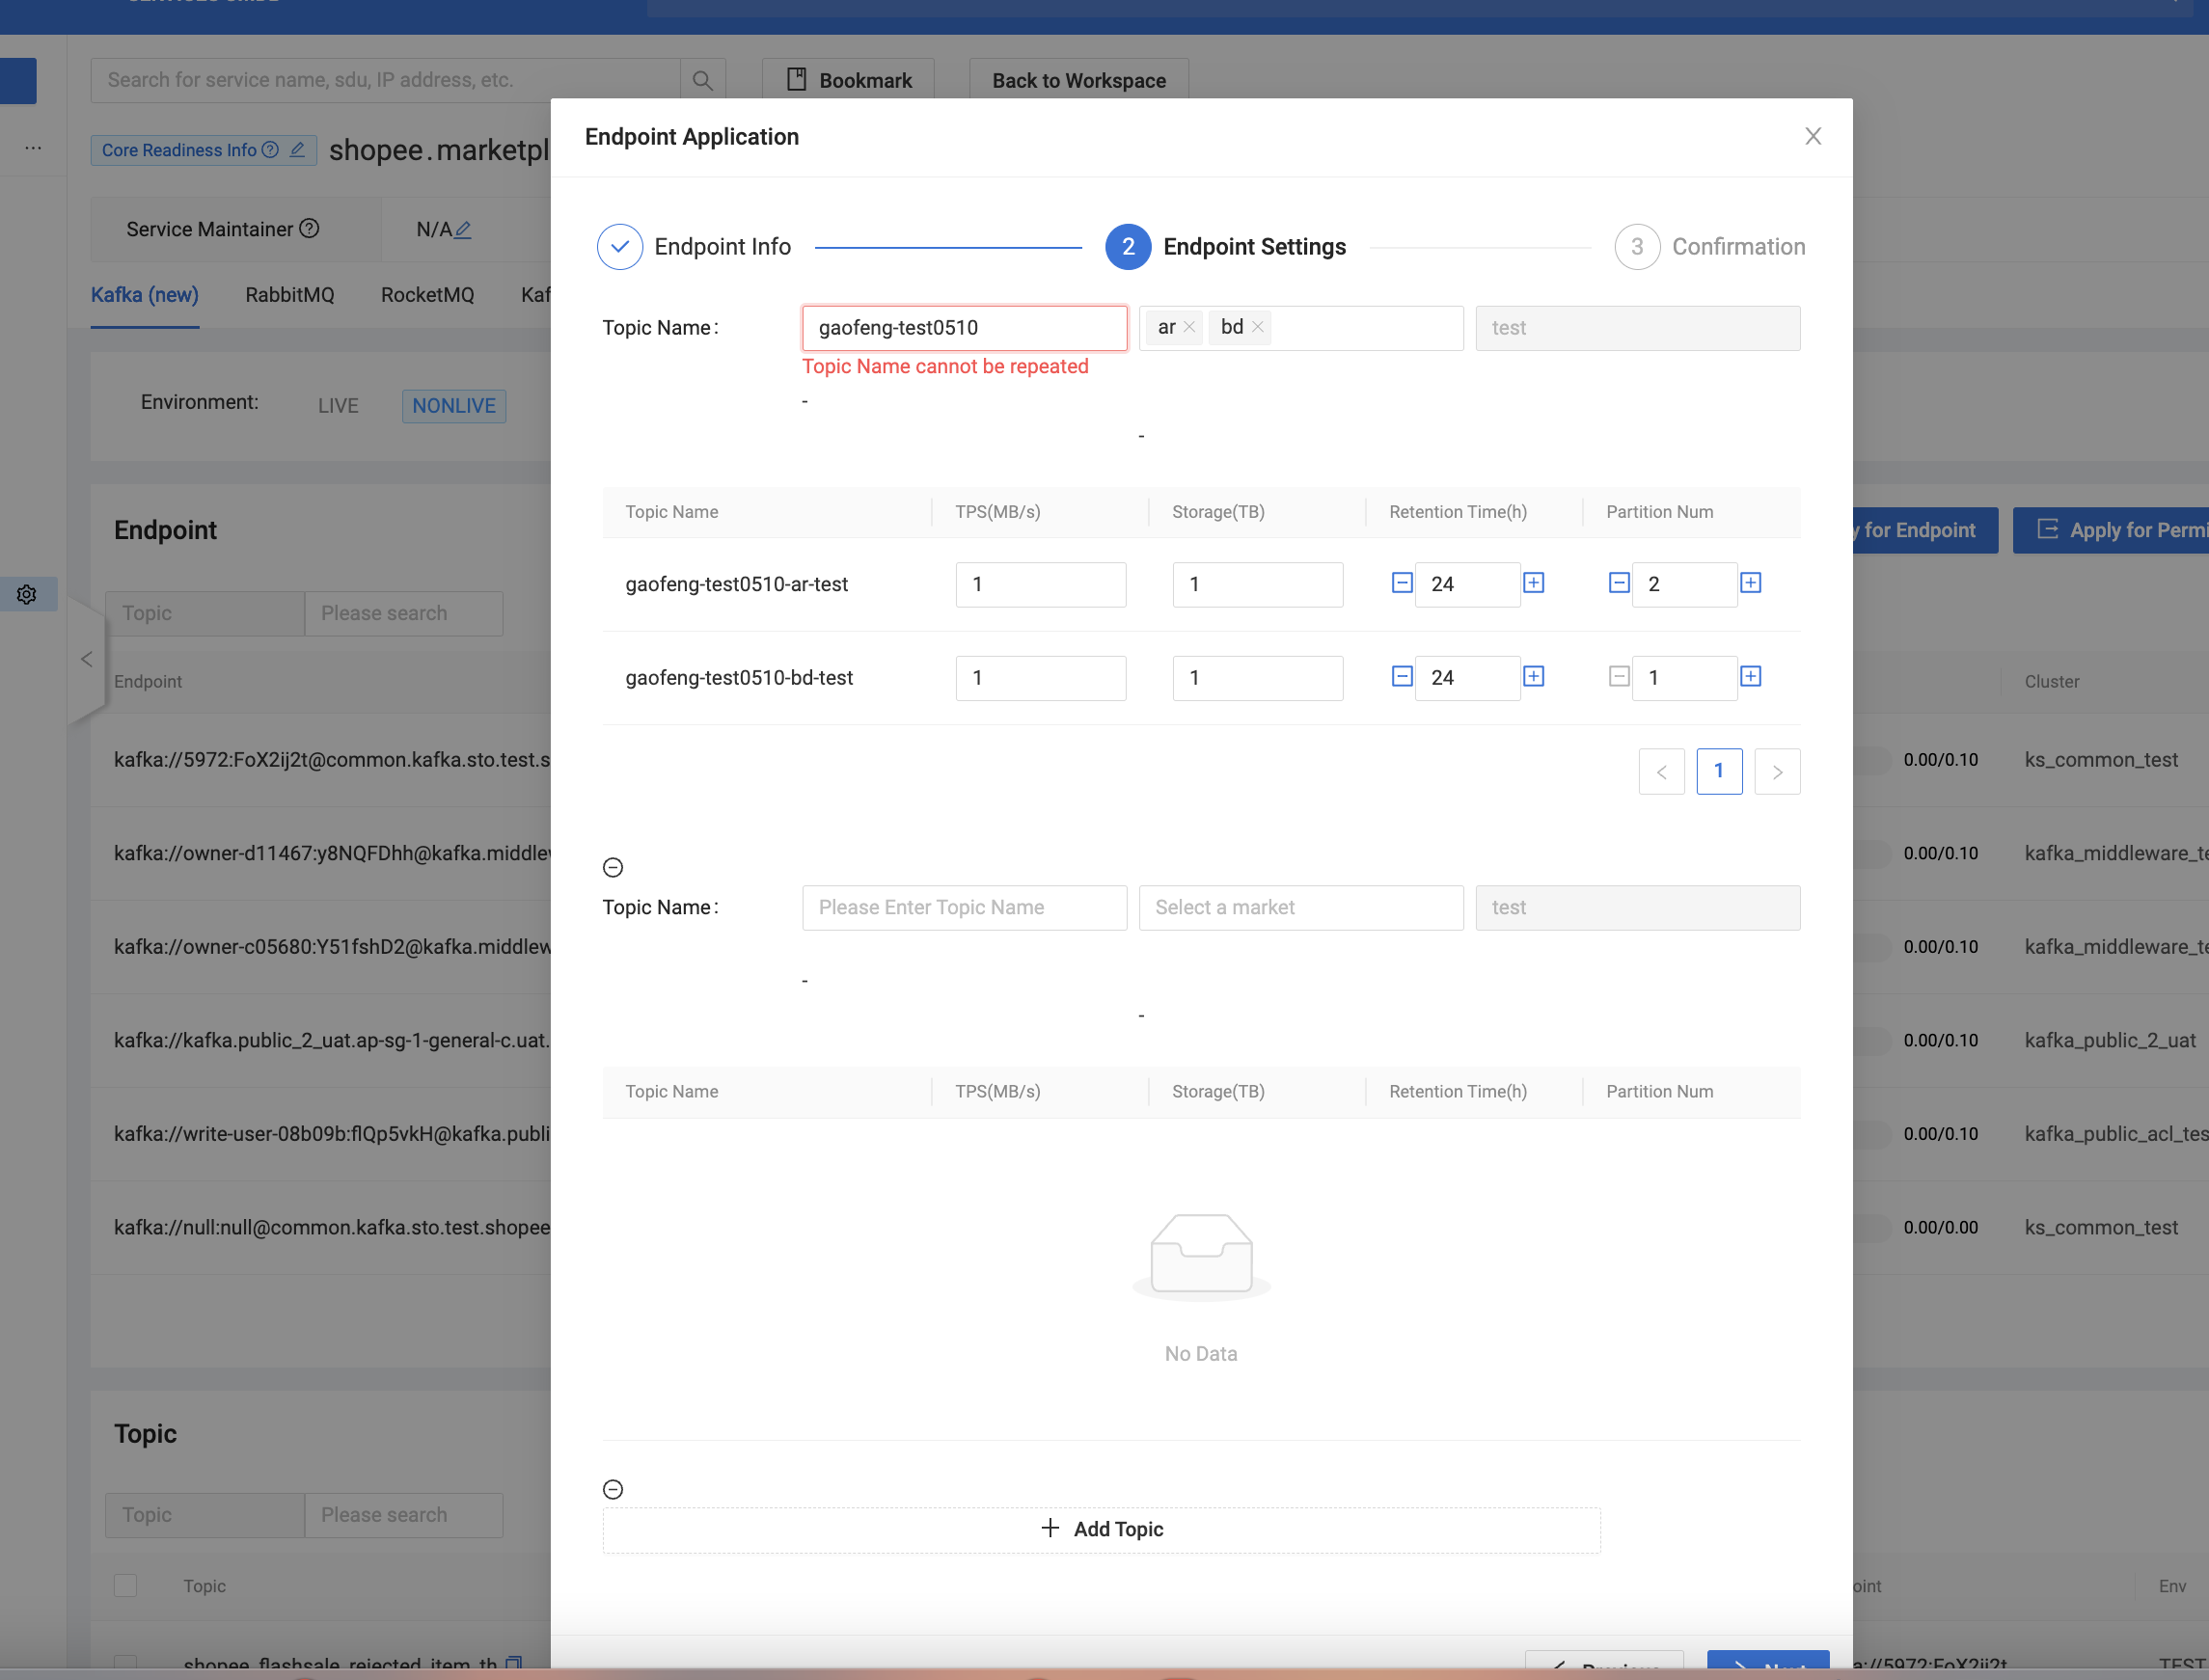 Search for service name, sdu, IP address, etc.
Bookmark
Back to Workspace
Core Readiness Info
shopee.marketpl
Service Maintainer
N/A
Kafka (new)
RabbitMQ
RocketMQ
Kaf
Environment:
LIVE
NONLIVE
Endpoint
y for Endpoint
Apply for Permi
Topic
Please search
Endpoint
Cluster
kafka://5972:FoX2ij2t@common.kafka.sto.test.s
0.00/0.10
ks_common_test
kafka://owner-d11467:y8NQFDhh@kafka.middlew
0.00/0.10
kafka_middleware_te
kafka://owner-c05680:Y51fshD2@kafka.middlew
0.00/0.10
kafka_middleware_te
kafka://kafka.public_2_uat.ap-sg-1-general-c.uat.
0.00/0.10
kafka_public_2_uat
kafka://write-user-08b09b:flQp5vkH@kafka.publi
0.00/0.10
kafka_public_acl_tes
kafka://null:null@common.kafka.sto.test.shopee
0.00/0.00
ks_common_test
Topic
Topic
Please search
Topic
oint
Env
shopee_flashsale_rejected_item_th
a://5972:FoX2ij2t
TEST
Endpoint Application
Endpoint Info
2
Endpoint Settings
3
Confirmation
Topic Name:
gaofeng-test0510
ar
bd
test
Topic Name cannot be repeated
-
-
Topic Name
TPS(MB/s)
Storage(TB)
Retention Time(h)
Partition Num
gaofeng-test0510-ar-test
1
1
24
2
gaofeng-test0510-bd-test
1
1
24
1
1
Topic Name:
Please Enter Topic Name
Select a market
test
-
-
Topic Name
TPS(MB/s)
Storage(TB)
Retention Time(h)
Partition Num
No Data
Add Topic
Previous
Next